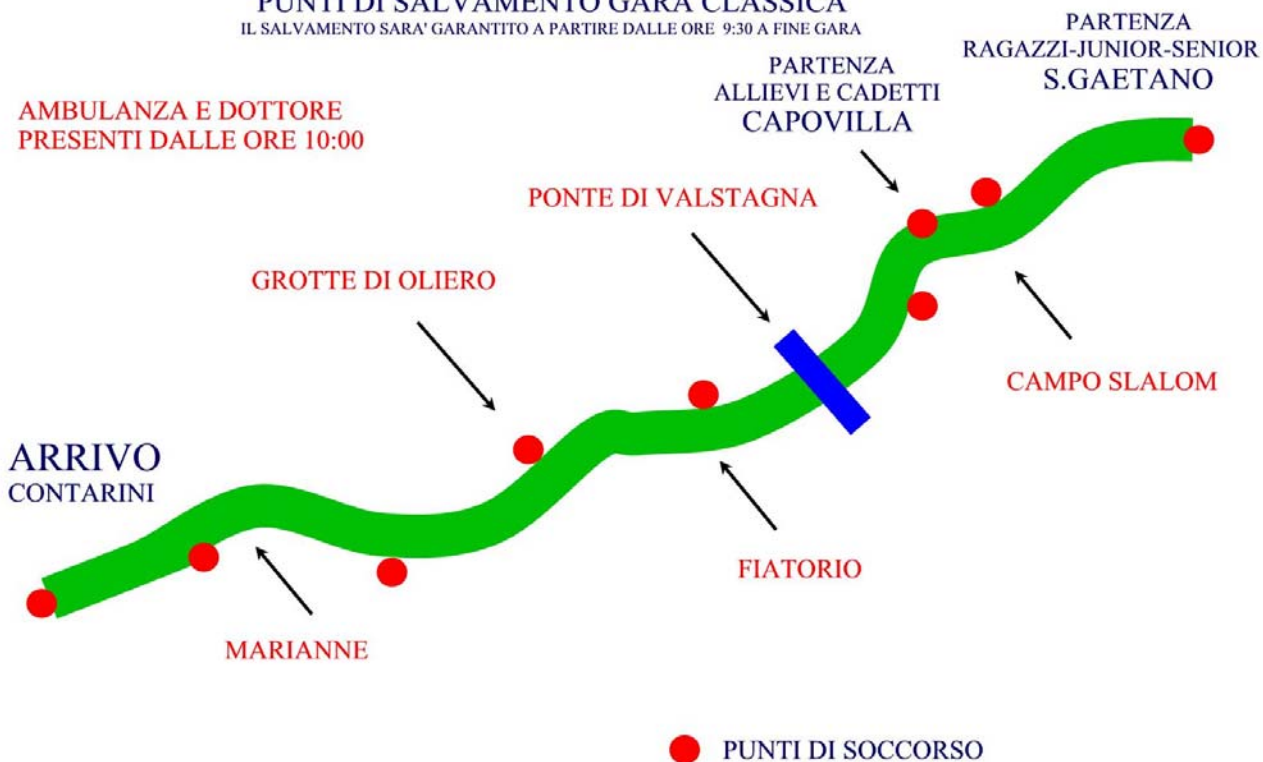 PUNTI DI SALVAMENTO GARA CLASSICA
IL SALVAMENTO SARA' GARANTITO A PARTIRE DALLE ORE 9:30 A FINE GARA
PARTENZA
RAGAZZI-JUNIOR-SENIOR
S.GAETANO
PARTENZA
ALLIEVI E CADETTI
CAPOVILLA
AMBULANZA E DOTTORE
PRESENTI DALLE ORE 10:00
PONTE DI VALSTAGNA
GROTTE DI OLIERO
CAMPO SLALOM
ARRIVO
CONTARINI
FIATORIO
MARIANNE
PUNTI DI SOCCORSO